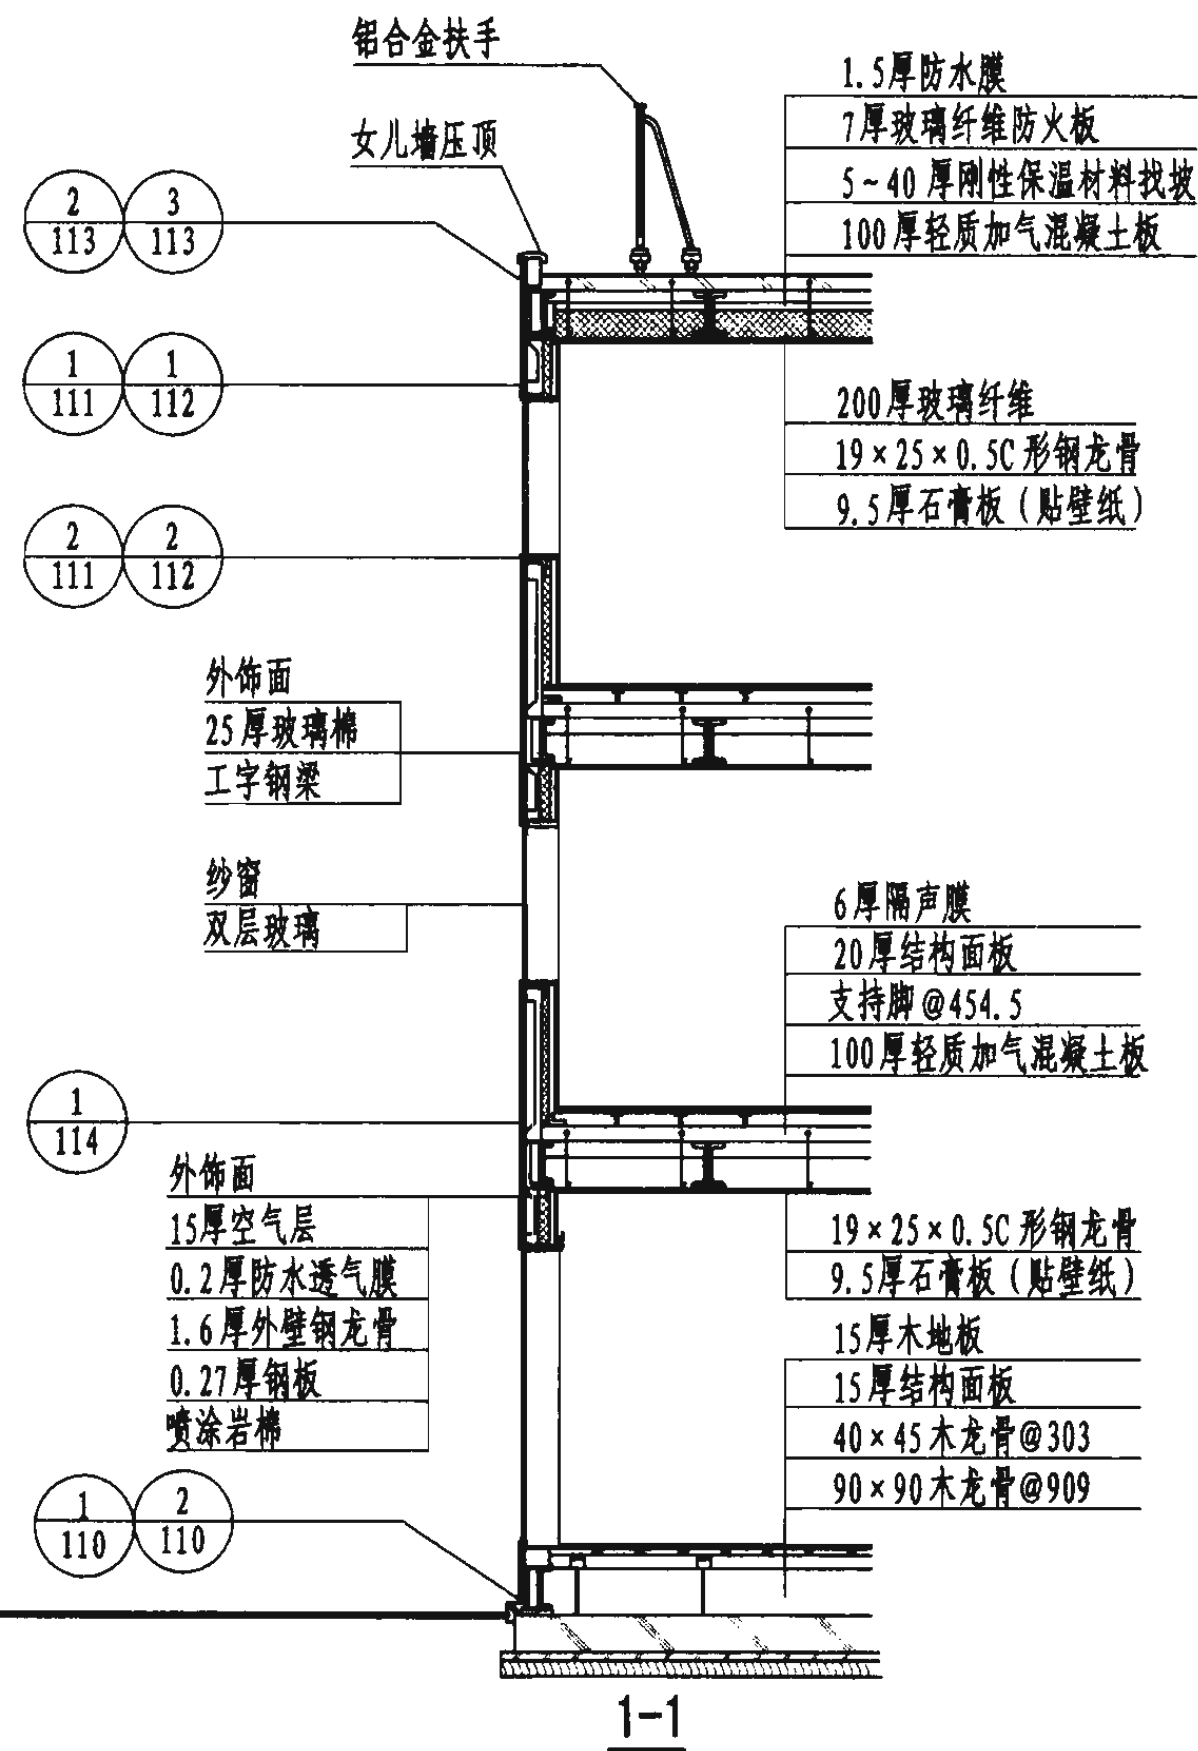 铝合金扶手
女儿墙压顶
1.5厚防水膜
7厚玻璃纤维防火板
5~40厚刚性保温材料找坡
100厚轻质加气混凝土板
2 3
113 113
1 1
111 112
200厚玻璃纤维
19×25×0.5C形钢龙骨
9.5厚石膏板(贴壁纸)
2 2
111 112
外饰面
25厚玻璃棉
工字钢梁
纱窗
双层玻璃
6厚隔声膜
20厚结构面板
支持脚@454.5
100厚轻质加气混凝土板
1
114
外饰面
15厚空气层
0.2厚防水透气膜
1.6厚外壁钢龙骨
0.27厚钢板
喷涂岩棉
19×25×0.5C形钢龙骨
9.5厚石膏板(贴壁纸)
15厚木地板
15厚结构面板
40×45木龙骨@303
90×90木龙骨@909
1 2
110 110
1-1